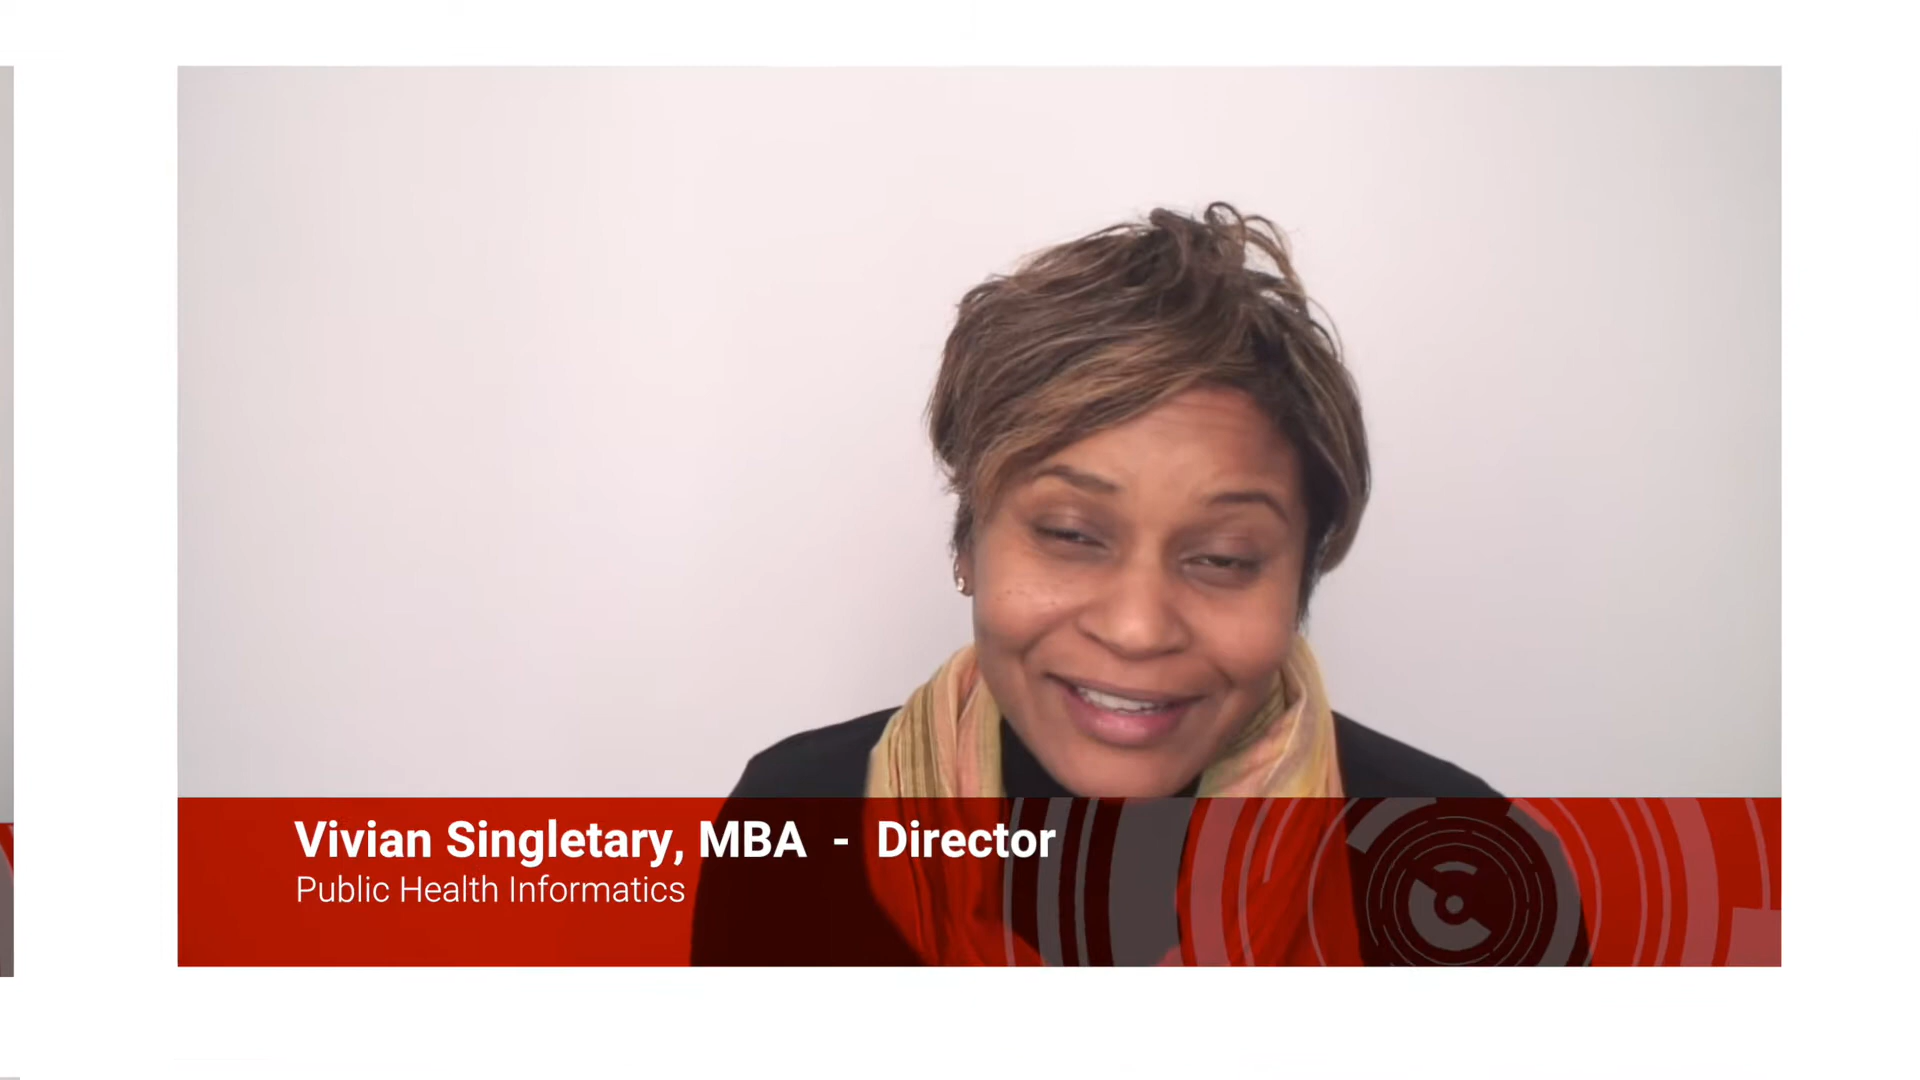 Vivian Singletary, MBA - Director
Public Health Informatics